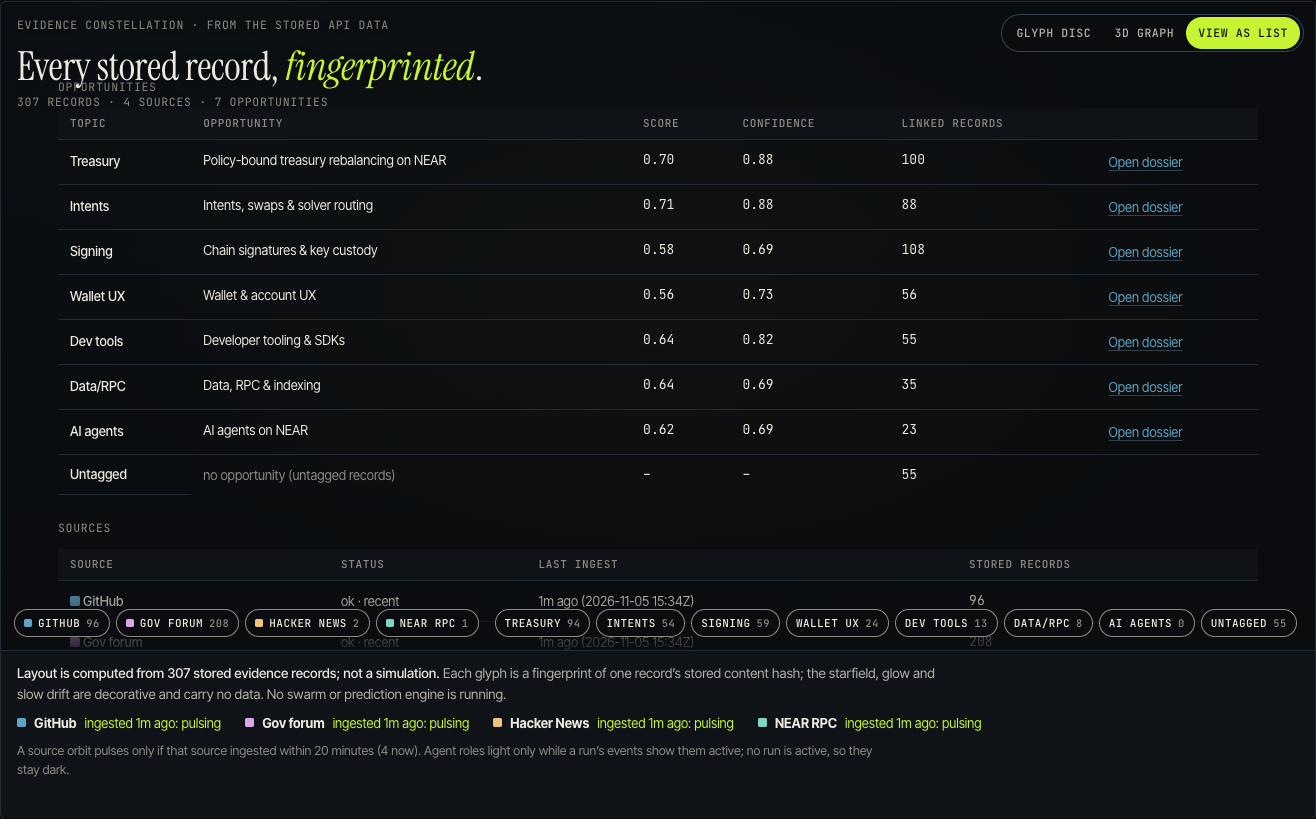 EVIDENCE CONSTELLATION · FROM THE STORED API DATA
GLYPH DISC 3D GRAPH VIEW AS LIST
Every stored record, fingerprinted.
OPPORTUNITIES
307 RECORDS · 4 SOURCES · 7 OPPORTUNITIES
TOPIC OPPORTUNITY SCORE CONFIDENCE LINKED RECORDS
Treasury Policy-bound treasury rebalancing on NEAR 0.70 0.88 100 Open dossier
Intents Intents, swaps & solver routing 0.71 0.88 88 Open dossier
Signing Chain signatures & key custody 0.58 0.69 108 Open dossier
Wallet UX Wallet & account UX 0.56 0.73 56 Open dossier
Dev tools Developer tooling & SDKs 0.64 0.82 55 Open dossier
Data/RPC Data, RPC & indexing 0.64 0.69 35 Open dossier
AI agents AI agents on NEAR 0.62 0.69 23 Open dossier
Untagged no opportunity (untagged records) – – 55
SOURCES
SOURCE STATUS LAST INGEST STORED RECORDS
GitHub ok · recent 1m ago (2026-11-05 15:34Z) 96
GITHUB 96 GOV FORUM 208 HACKER NEWS 2 NEAR RPC 1 TREASURY 94 INTENTS 54 SIGNING 59 WALLET UX 24 DEV TOOLS 13 DATA/RPC 8 AI AGENTS 0 UNTAGGED 55
Gov forum ok · recent 1m ago (2026-11-05 15:34Z) 208
Layout is computed from 307 stored evidence records; not a simulation. Each glyph is a fingerprint of one record's stored content hash; the starfield, glow and
slow drift are decorative and carry no data. No swarm or prediction engine is running.
GitHub ingested 1m ago: pulsing Gov forum ingested 1m ago: pulsing Hacker News ingested 1m ago: pulsing NEAR RPC ingested 1m ago: pulsing
A source orbit pulses only if that source ingested within 20 minutes (4 now). Agent roles light only while a run's events show them active; no run is active, so they
stay dark.